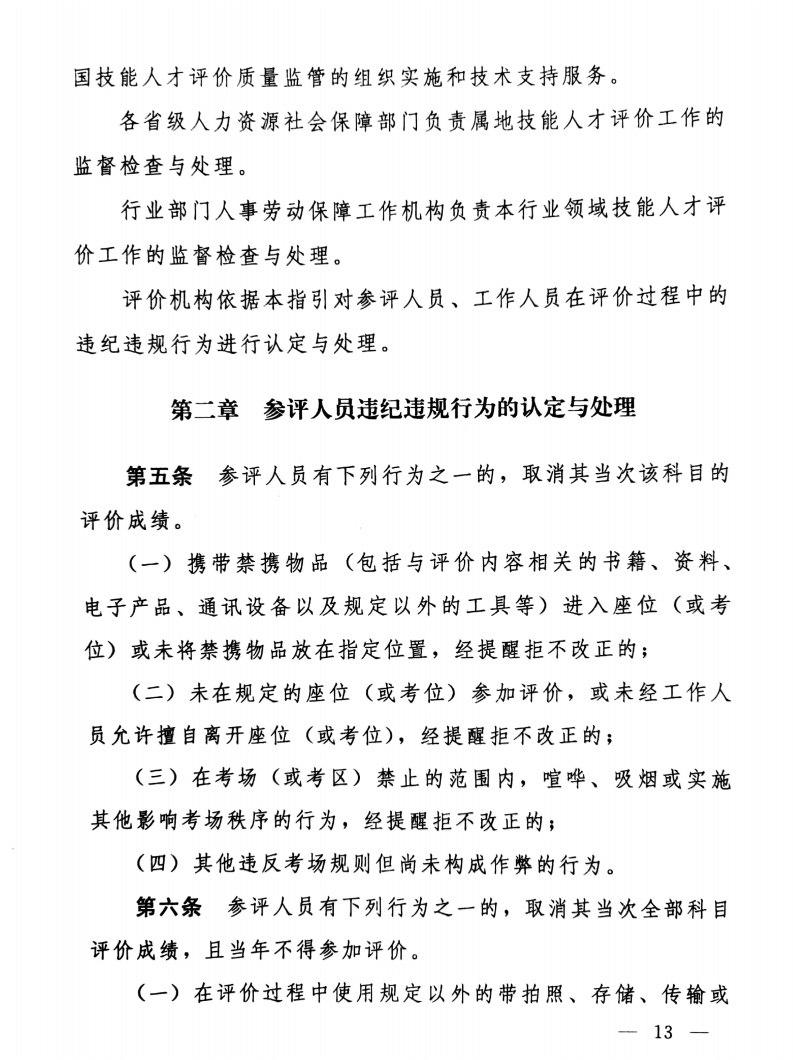 国技能人才评价质量监管的组织实施和技术支持服务。
各省级人力资源社会保障部门负责属地技能人才评价工作的
监督检查与处理。
行业部门人事劳动保障工作机构负责本行业领域技能人才评
价工作的监督检查与处理。
评价机构依据本指引对参评人员、工作人员在评价过程中的
违纪违规行为进行认定与处理。
第二章 参评人员违纪违规行为的认定与处理
第五条 参评人员有下列行为之一的，取消其当次该科目的
评价成绩。
（一）携带禁携物品（包括与评价内容相关的书籍、资料、
电子产品、通讯设备以及规定以外的工具等）进入座位（或考
位）或未将禁携物品放在指定位置，经提醒拒不改正的；
（二）未在规定的座位（或考位）参加评价，或未经工作人
员允许擅自离开座位（或考位），经提醒拒不改正的；
（三）在考场（或考区）禁止的范围内，喧哗、吸烟或实施
其他影响考场秩序的行为，经提醒拒不改正的；
（四）其他违反考场规则但尚未构成作弊的行为。
第六条 参评人员有下列行为之一的，取消其当次全部科目
评价成绩，且当年不得参加评价。
（一）在评价过程中使用规定以外的带拍照、存储、传输或
— 13 —